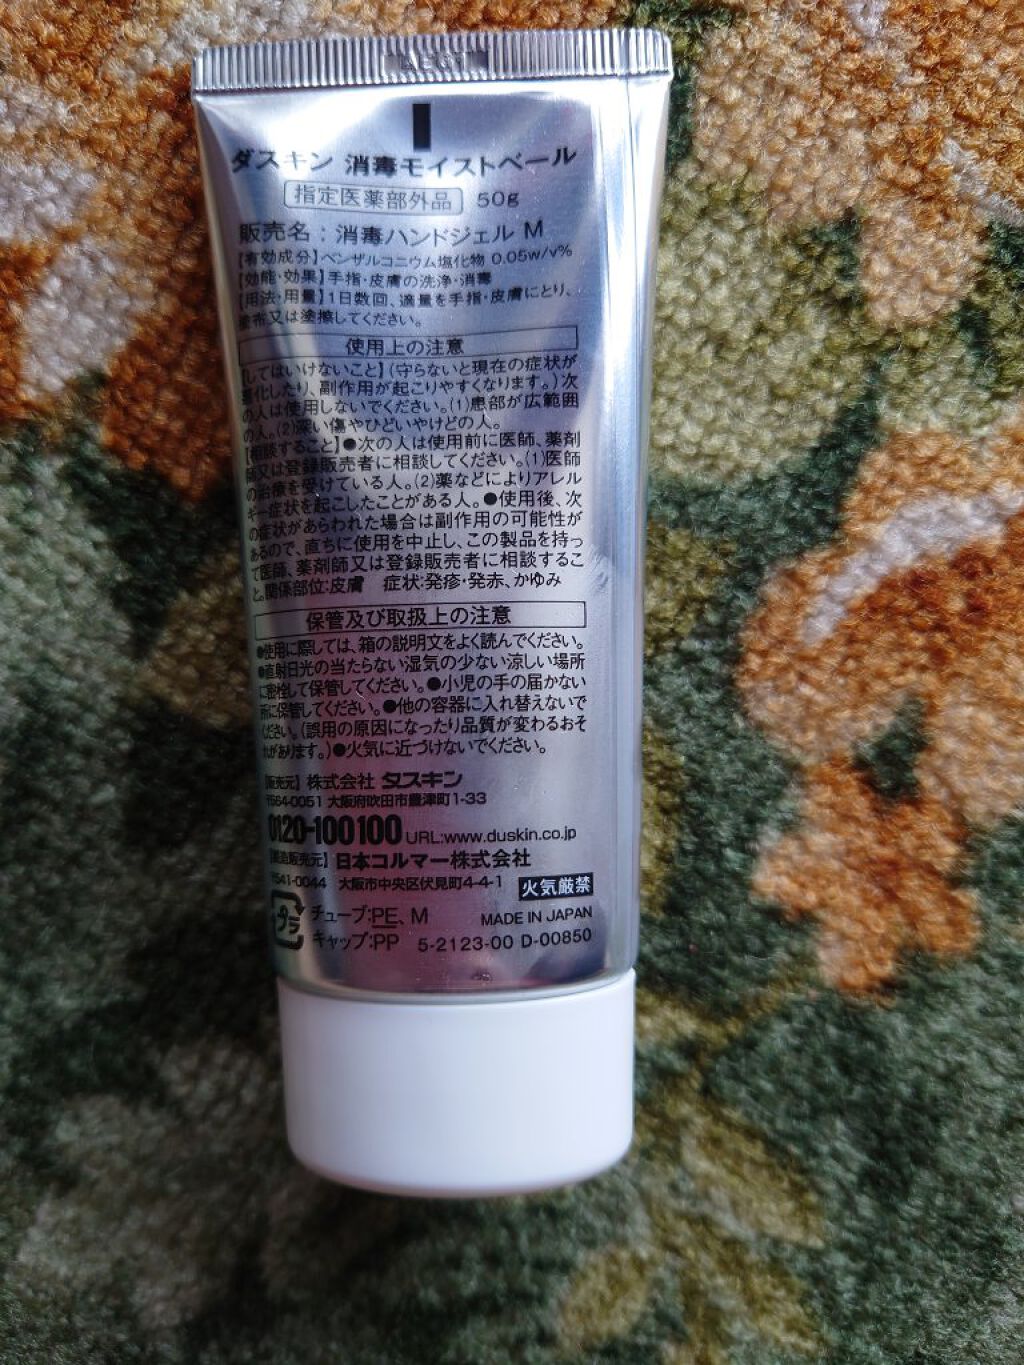 ダスキン 消毒モイストベール
指定医薬部外品 50g
販売名：消毒ハンドジェル M
【有効成分】ベンザルコニウム塩化物 0.05w/v%
【効能・効果】手指・皮膚の洗浄・消毒
【用法・用量】1日数回、適量を手指・皮膚にとり、
塗布又は塗擦してください。
使用上の注意
【してはいけないこと】(守らないと現在の症状が
悪化したり、副作用が起こりやすくなります。)次
の人は使用しないでください。(1)患部が広範囲
の人。(2)深い傷やひどいやけどの人。
【相談すること】●次の人は使用前に医師、薬剤
師又は登録販売者に相談してください。(1)医師
の治療を受けている人。(2)薬などによりアレル
ギー症状を起こしたことがある人。●使用後、次
の症状があらわれた場合は副作用の可能性が
あるので、直ちに使用を中止し、この製品を持っ
て医師、薬剤師又は登録販売者に相談するこ
と。関係部位:皮膚 症状:発疹・発赤、かゆみ
保管及び取扱上の注意
●使用に際しては、箱の説明文をよく読んでください。
●直射日光の当たらない湿気の少ない涼しい場所
に密栓して保管してください。●小児の手の届かない
所に保管してください。●他の容器に入れ替えないで
ください。(誤用の原因になったり品質が変わるおそ
れがあります。)●火気に近づけないでください。
【販売元】株式会社 ダスキン
〒564-0051 大阪府吹田市豊津町1-33
0120-100100 URL:www.duskin.co.jp
【製造販売元】日本コルマー株式会社
〒541-0044 大阪市中央区伏見町4-4-1 火気厳禁
プラ チューブ:PE、M MADE IN JAPAN
キャップ:PP 5-2123-00 D-00850